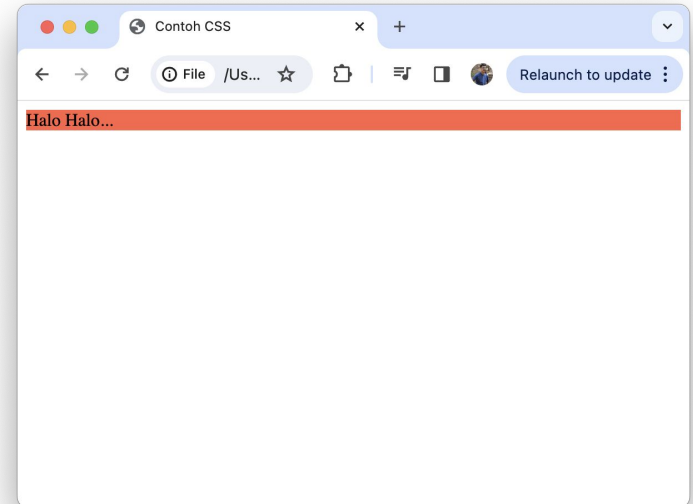 Contoh CSS
File /Us...
Relaunch to update
Halo Halo...